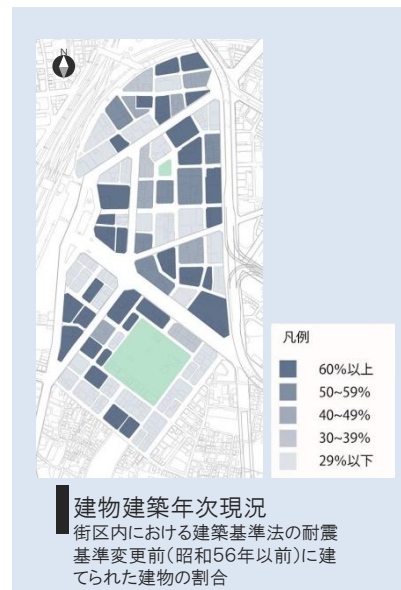 N
凡例
60%以上
50~59%
40~49%
30~39%
29%以下
建物建築年次現況
街区内における建築基準法の耐震
基準変更前(昭和56年以前)に建
てられた建物の割合